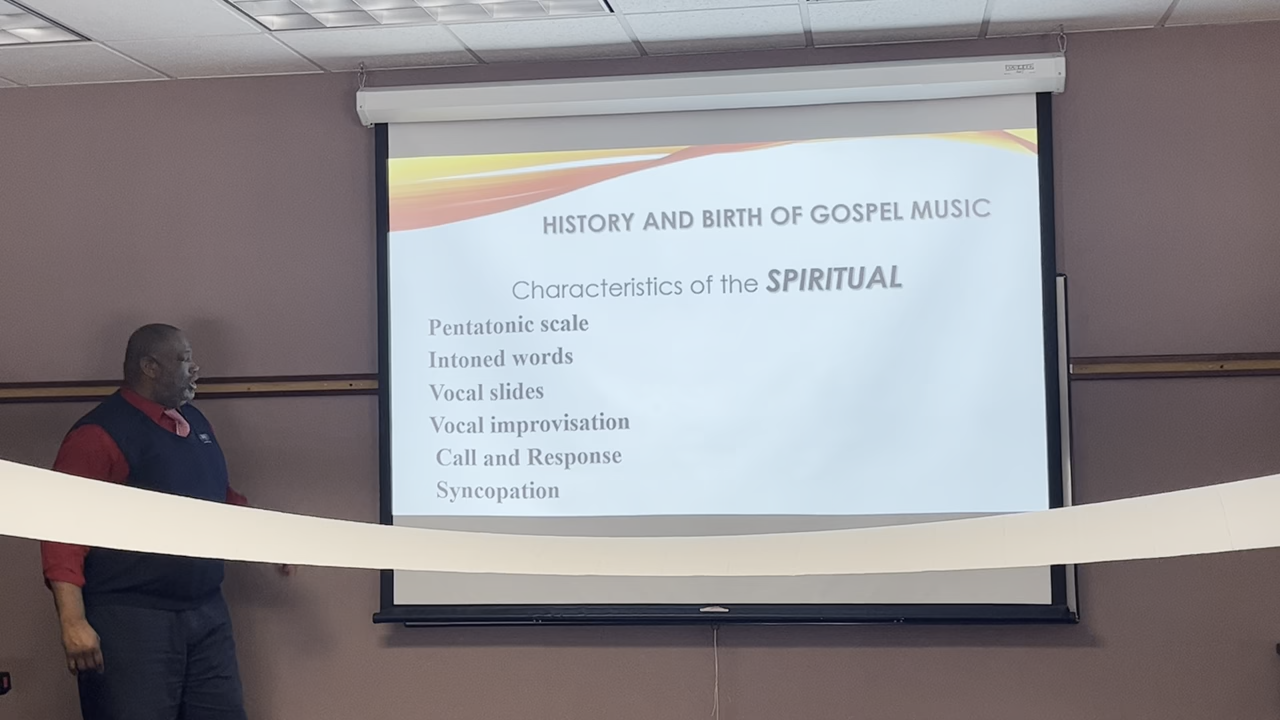 HISTORY AND BIRTH OF GOSPEL MUSIC
Characteristics of the SPIRITUAL
Pentatonic scale
Intoned words
Vocal slides
Vocal improvisation
Call and Response
Syncopation